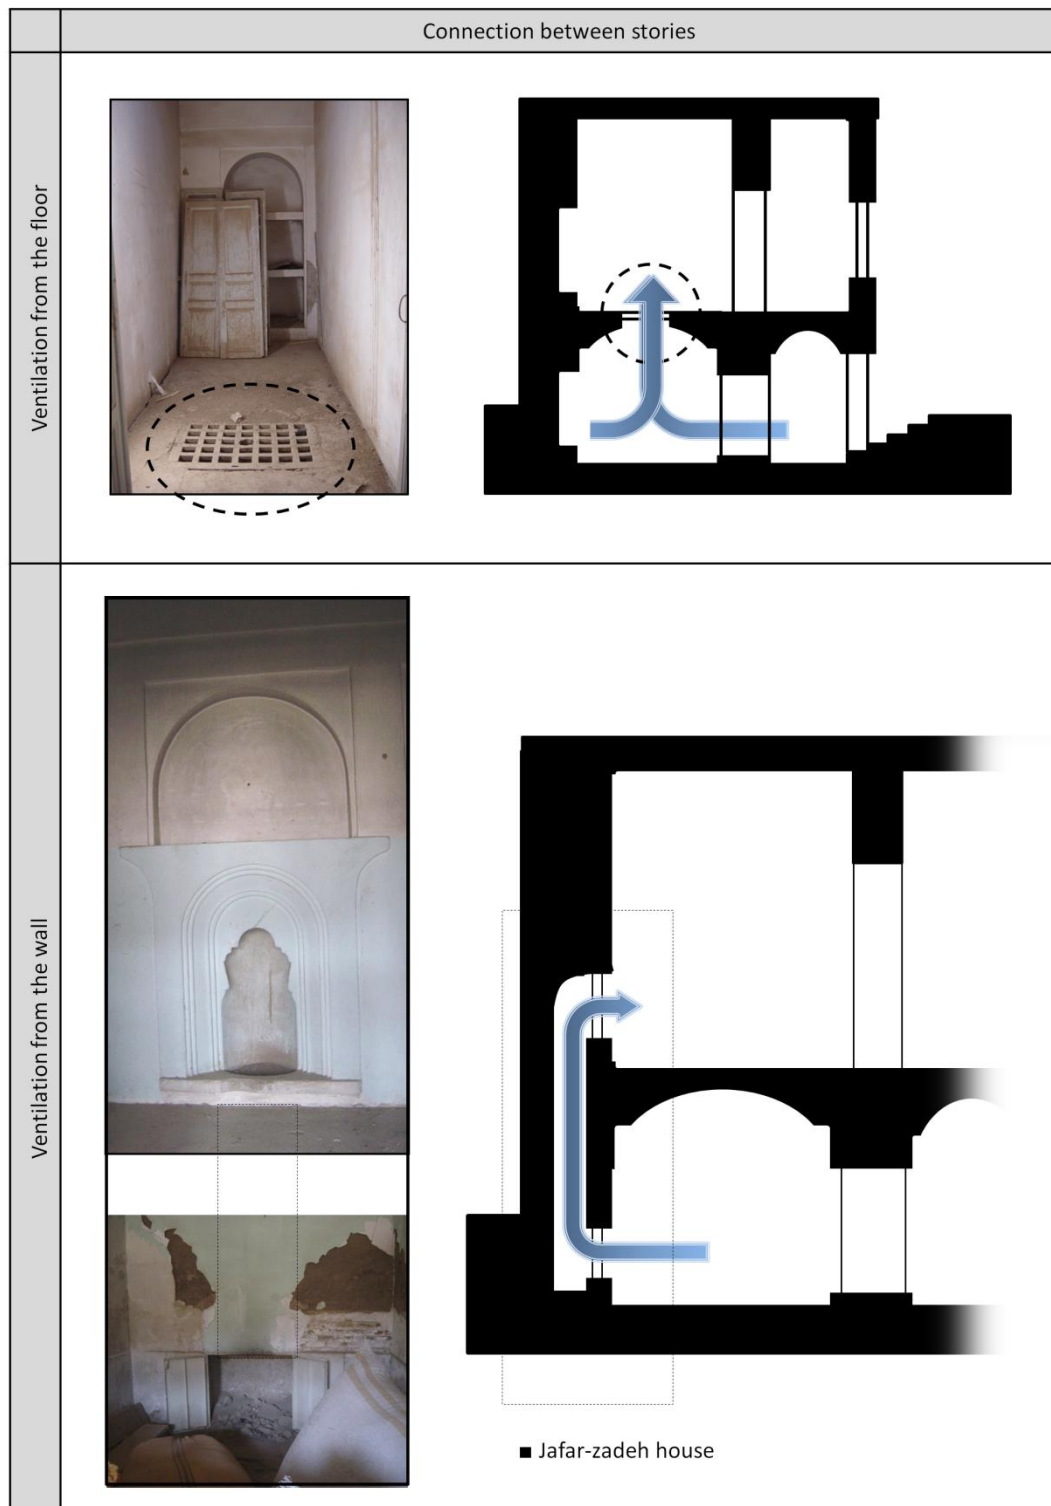 Connection between stories
Ventilation from the floor
Ventilation from the wall
■ Jafar-zadeh house